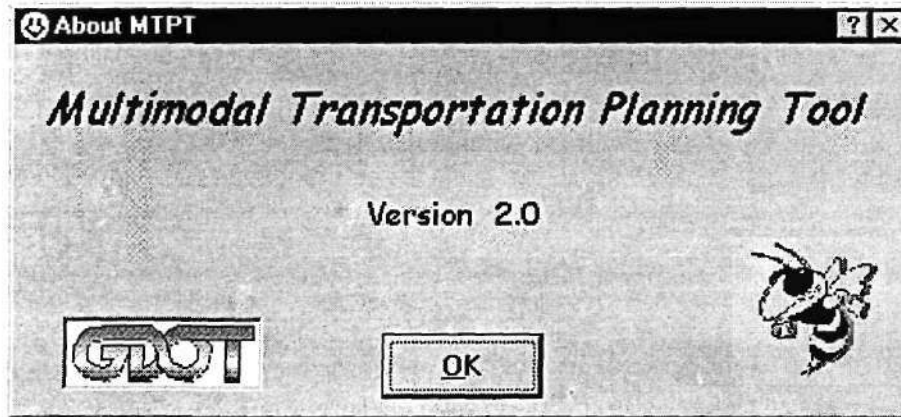 About MTPT
? X
Multimodal Transportation Planning Tool
Version 2.0
GDOT
OK